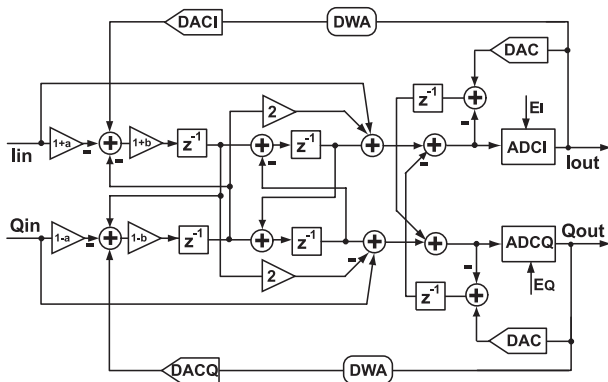 DACI DWA
DAC
z⁻¹
2
EI
Iin 1+a 1+b z⁻¹ z⁻¹ ADCI Iout
Qin 1-a 1-b z⁻¹ z⁻¹ ADCQ Qout
2
z⁻¹
EQ
DAC
DACQ DWA